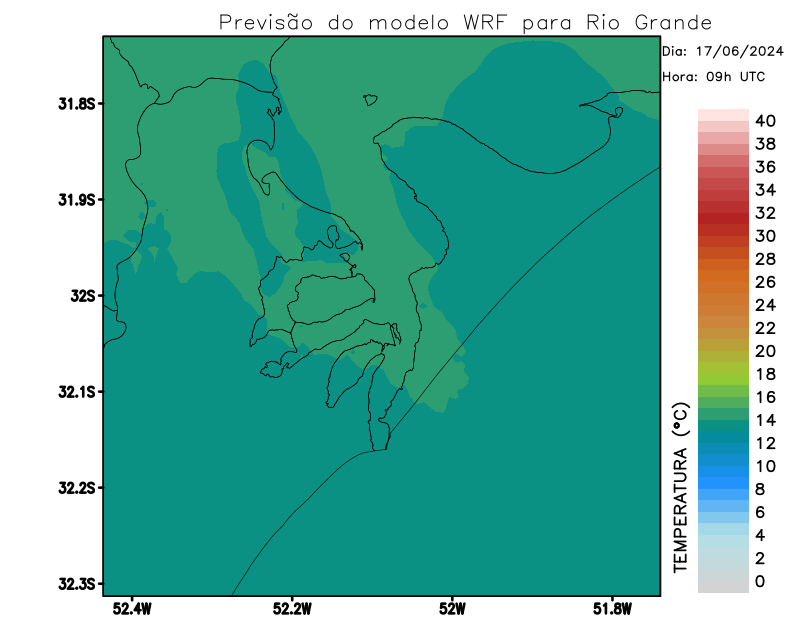 Previsão do modelo WRF para Rio Grande
Dia: 17/06/2024
Hora: 09h UTC
31.8S
31.9S
32S
32.1S
32.2S
32.3S
52.4W
52.2W
52W
51.8W
TEMPERATURA (°C)
40
38
36
34
32
30
28
26
24
22
20
18
16
14
12
10
8
6
4
2
0